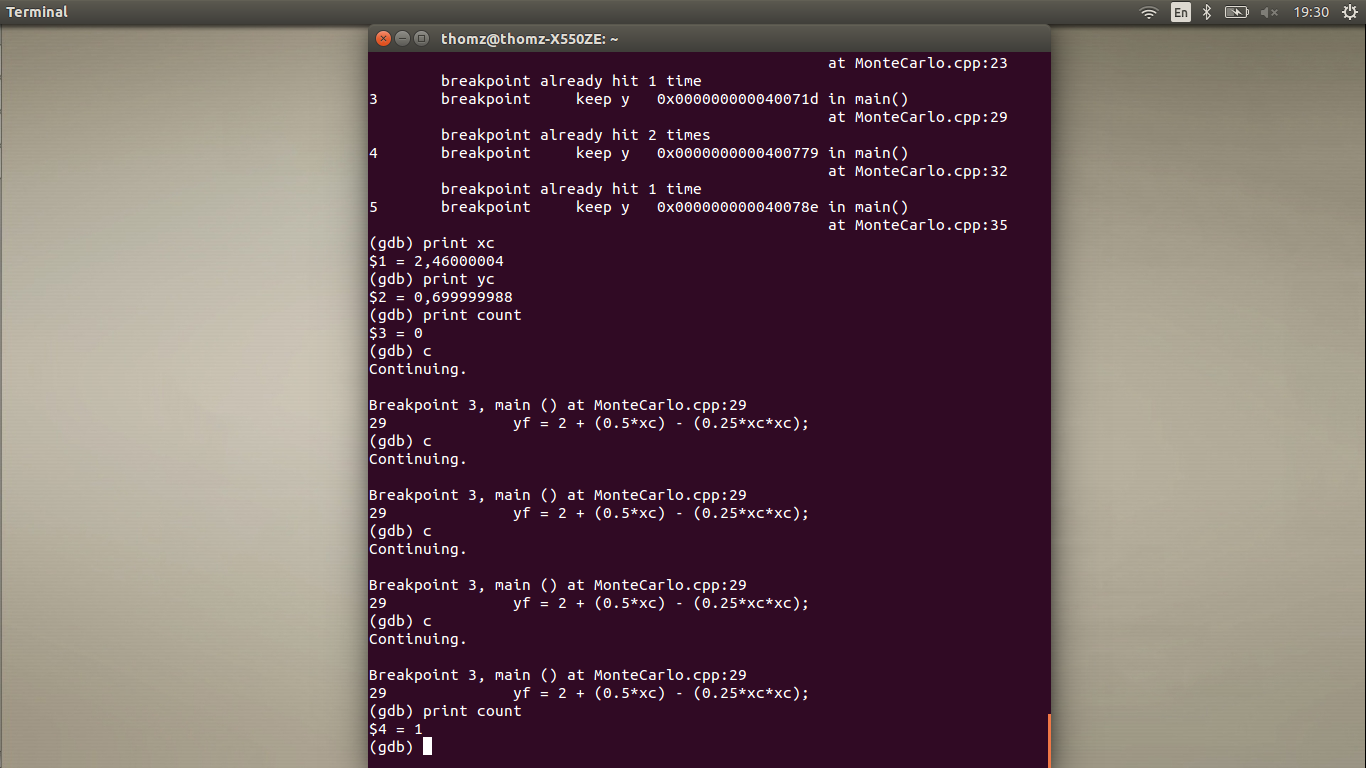 Terminal
En
19:30
thomz@thomz-X550ZE: ~
at MonteCarlo.cpp:23
breakpoint already hit 1 time
3 breakpoint keep y 0x000000000040071d in main()
at MonteCarlo.cpp:29
breakpoint already hit 2 times
4 breakpoint keep y 0x0000000000400779 in main()
at MonteCarlo.cpp:32
breakpoint already hit 1 time
5 breakpoint keep y 0x000000000040078e in main()
at MonteCarlo.cpp:35
(gdb) print xc
$1 = 2,46000004
(gdb) print yc
$2 = 0,699999988
(gdb) print count
$3 = 0
(gdb) c
Continuing.
Breakpoint 3, main () at MonteCarlo.cpp:29
29 yf = 2 + (0.5*xc) - (0.25*xc*xc);
(gdb) c
Continuing.
Breakpoint 3, main () at MonteCarlo.cpp:29
29 yf = 2 + (0.5*xc) - (0.25*xc*xc);
(gdb) c
Continuing.
Breakpoint 3, main () at MonteCarlo.cpp:29
29 yf = 2 + (0.5*xc) - (0.25*xc*xc);
(gdb) c
Continuing.
Breakpoint 3, main () at MonteCarlo.cpp:29
29 yf = 2 + (0.5*xc) - (0.25*xc*xc);
(gdb) print count
$4 = 1
(gdb)